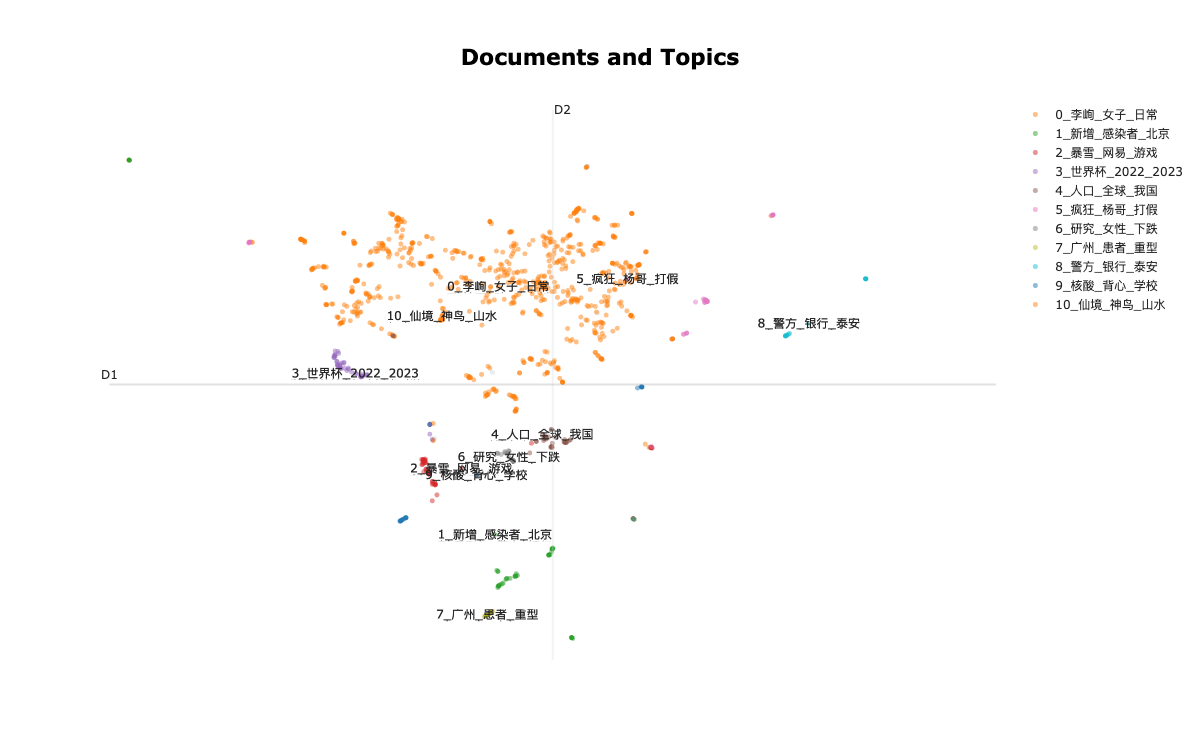 Documents and Topics
D2
0_李峋_女子_日常
1_新增_感染者_北京
2_暴雪_网易_游戏
3_世界杯_2022_2023
4_人口_全球_我国
5_疯狂_杨哥_打假
6_研究_女性_下跌
7_广州_患者_重型
8_警方_银行_泰安
9_核酸_背心_学校
10_仙境_神鸟_山水
5_疯狂_杨哥_打假
0_李峋_女子_日常
10_仙境_神鸟_山水
8_警方_银行_泰安
D1
3_世界杯_2022_2023
4_人口_全球_我国
6_研究_女性_下跌
2_暴雪_网易_游戏
9_核酸_背心_学校
1_新增_感染者_北京
7_广州_患者_重型